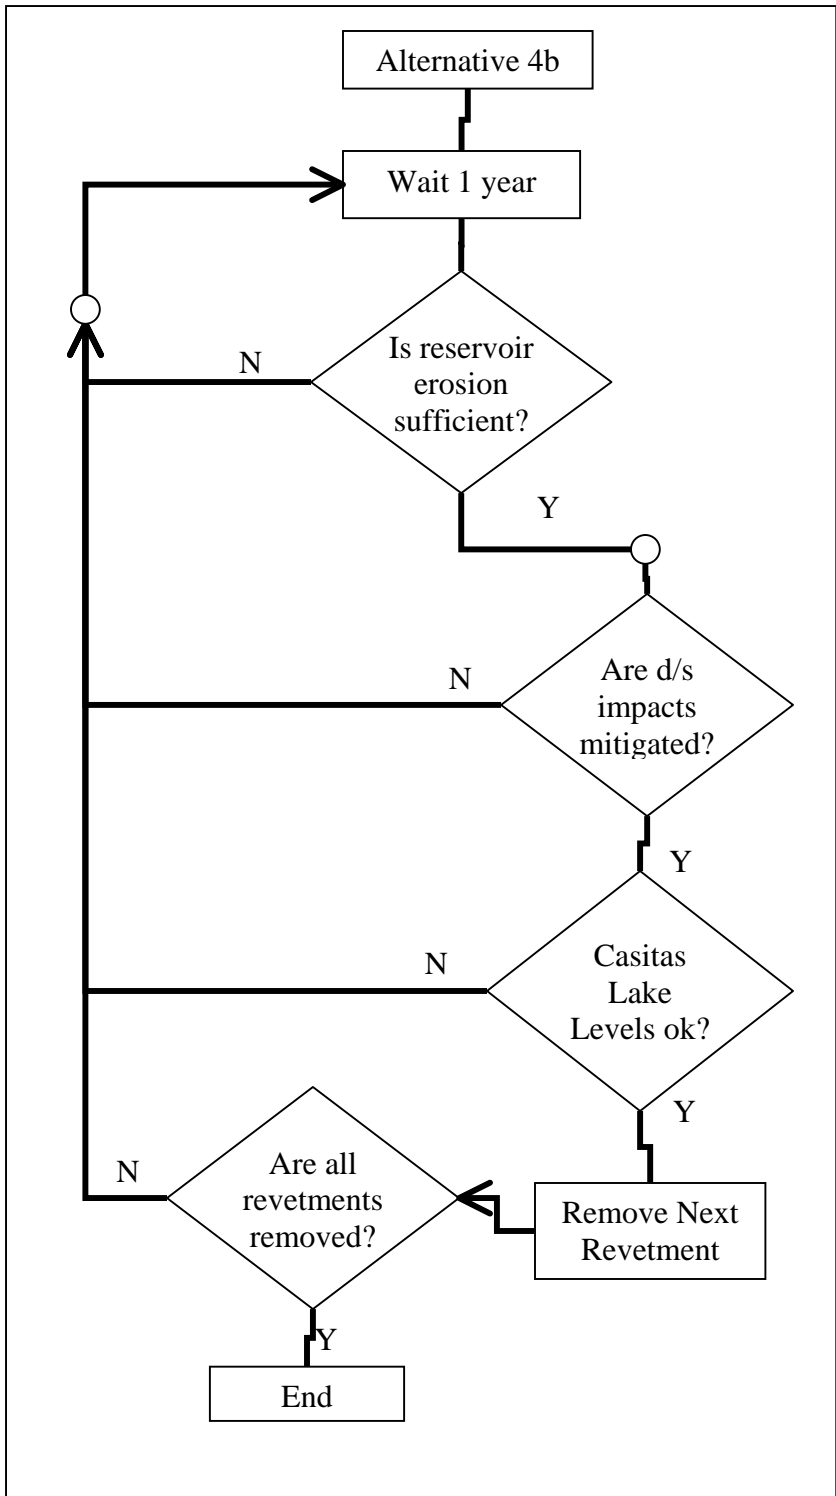 Alternative 4b
Wait 1 year
Is reservoir
erosion
sufficient?
N
Y
Are d/s
impacts
mitigated?
N
Y
Casitas
Lake
Levels ok?
N
Y
Remove Next
Revetment
Are all
revetments
removed?
N
Y
End